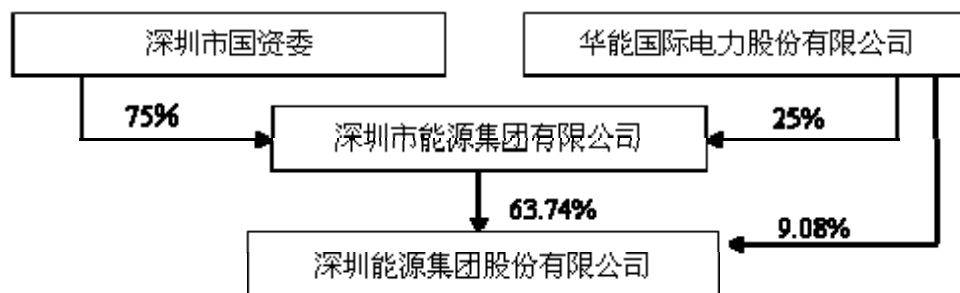 深圳市国资委
华能国际电力股份有限公司
75%
25%
深圳市能源集团有限公司
63.74%
9.08%
深圳能源集团股份有限公司